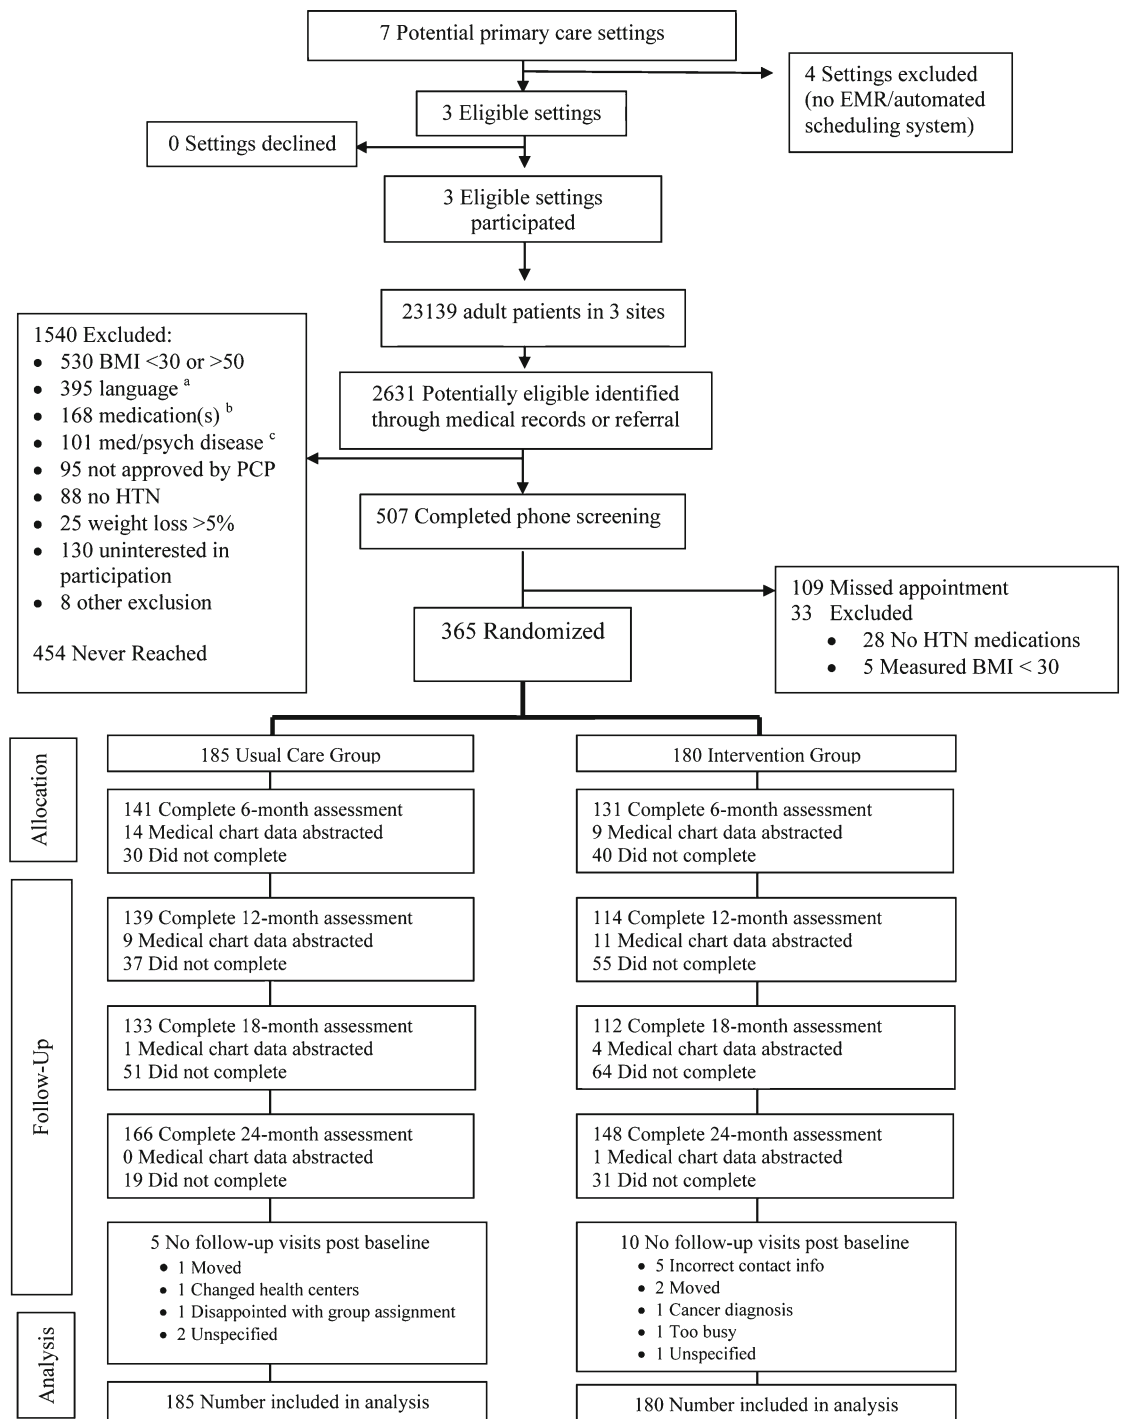 7 Potential primary care settings
4 Settings excluded
(no EMR/automated
scheduling system)
3 Eligible settings
0 Settings declined
3 Eligible settings
participated
23139 adult patients in 3 sites
1540 Excluded:
• 530 BMI <30 or >50
• 395 language a
• 168 medication(s) b
• 101 med/psych disease c
• 95 not approved by PCP
• 88 no HTN
• 25 weight loss >5%
• 130 uninterested in
participation
• 8 other exclusion
454 Never Reached
2631 Potentially eligible identified
through medical records or referral
507 Completed phone screening
109 Missed appointment
33 Excluded
• 28 No HTN medications
• 5 Measured BMI < 30
365 Randomized
Allocation
185 Usual Care Group
180 Intervention Group
141 Complete 6-month assessment
14 Medical chart data abstracted
30 Did not complete
131 Complete 6-month assessment
9 Medical chart data abstracted
40 Did not complete
Follow-Up
139 Complete 12-month assessment
9 Medical chart data abstracted
37 Did not complete
114 Complete 12-month assessment
11 Medical chart data abstracted
55 Did not complete
133 Complete 18-month assessment
1 Medical chart data abstracted
51 Did not complete
112 Complete 18-month assessment
4 Medical chart data abstracted
64 Did not complete
166 Complete 24-month assessment
0 Medical chart data abstracted
19 Did not complete
148 Complete 24-month assessment
1 Medical chart data abstracted
31 Did not complete
5 No follow-up visits post baseline
• 1 Moved
• 1 Changed health centers
• 1 Disappointed with group assignment
• 2 Unspecified
10 No follow-up visits post baseline
• 5 Incorrect contact info
• 2 Moved
• 1 Cancer diagnosis
• 1 Too busy
• 1 Unspecified
Analysis
185 Number included in analysis
180 Number included in analysis